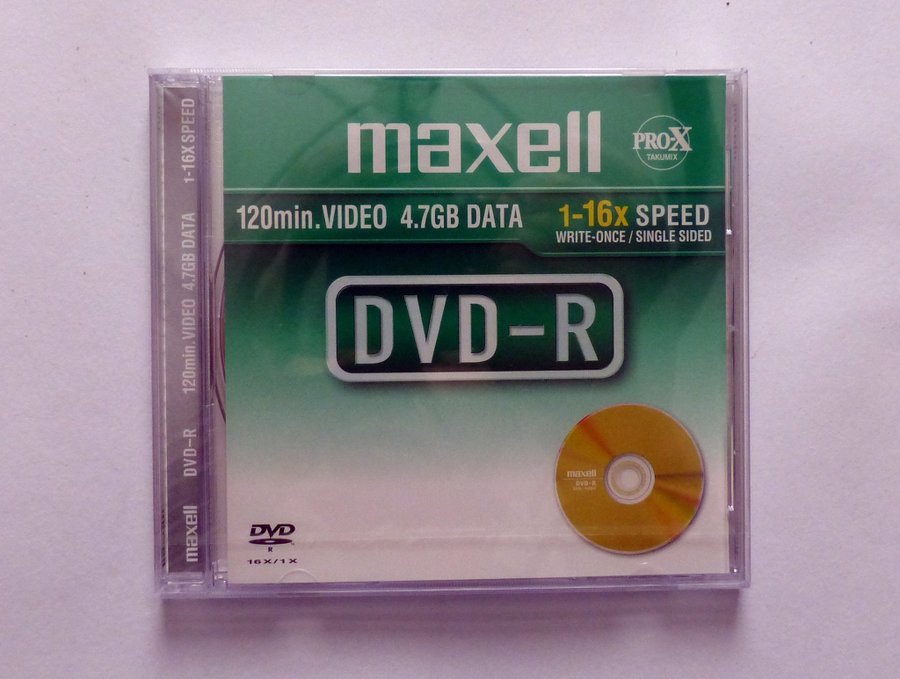 maxell
PRO-X
TAKUMIX
120min.VIDEO 4.7GB DATA
1-16x SPEED
WRITE-ONCE / SINGLE SIDED
DVD-R
maxell
DVD-R
DVD
R
16X/1X
maxell DVD-R 120min.VIDEO 4.7GB DATA 1-16X SPEED